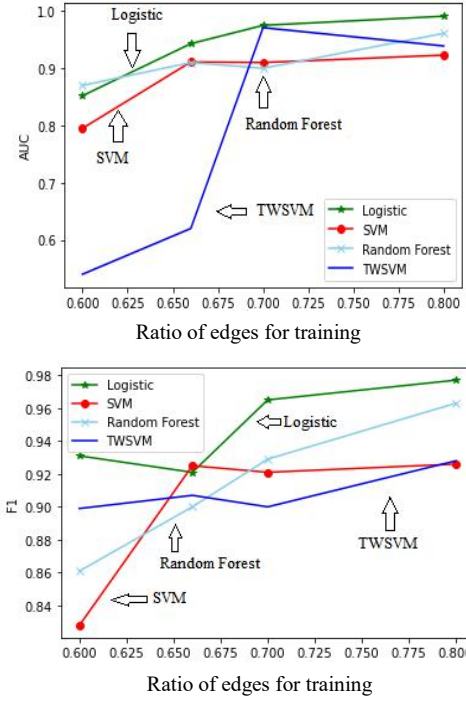 1.0
Logistic
0.9
0.8
AUC
Random Forest
SVM
0.7
TWSVM
Logistic
SVM
Random Forest
TWSVM
0.6
0.600 0.625 0.650 0.675 0.700 0.725 0.750 0.775 0.800
Ratio of edges for training
0.98
Logistic
SVM
Random Forest
TWSVM
0.96
Logistic
0.94
0.92
F1
0.90
TWSVM
0.88
Random Forest
0.86
SVM
0.84
0.600 0.625 0.650 0.675 0.700 0.725 0.750 0.775 0.800
Ratio of edges for training